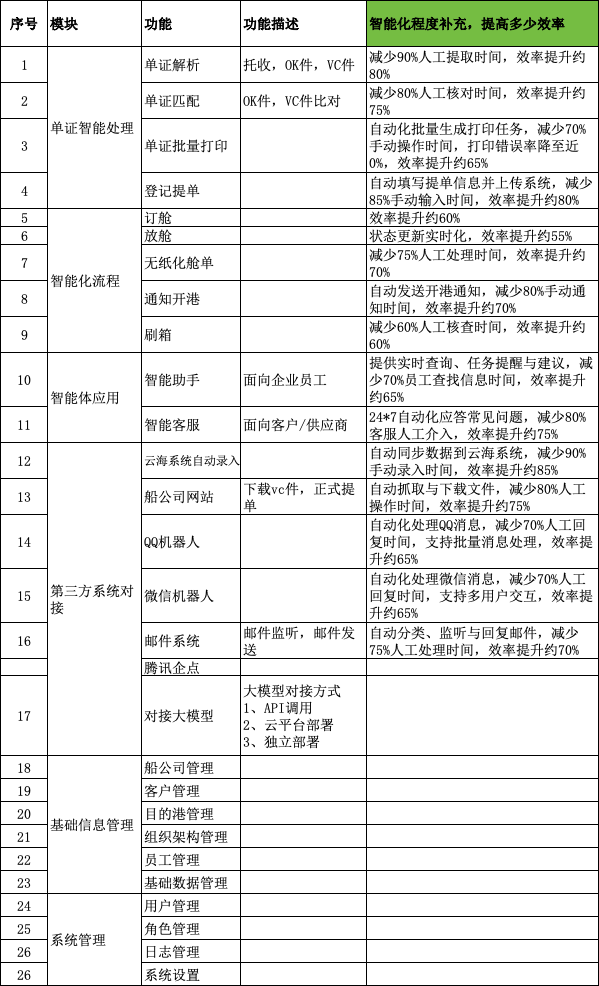 序号 模块 功能 功能描述 智能化程度补充，提高多少效率
1 单证解析 托收，OK件，VC件 减少90%人工提取时间，效率提升约
80%
2 单证匹配 OK件，VC件比对 减少80%人工核对时间，效率提升约
75%
单证智能处理
3 单证批量打印 自动化批量生成打印任务，减少70%
手动操作时间，打印错误率降至近
0%，效率提升约65%
4 登记提单 自动填写提单信息并上传系统，减少
85%手动输入时间，效率提升约80%
5 订舱 效率提升约60%
6 放舱 状态更新实时化，效率提升约55%
7 无纸化舱单 减少75%人工处理时间，效率提升约
70%
智能化流程
8 通知开港 自动发送开港通知，减少80%手动通
知时间，效率提升约70%
9 刷箱 减少60%人工核查时间，效率提升约
60%
10 智能助手 面向企业员工 提供实时查询、任务提醒与建议，减
少70%员工查找信息时间，效率提升
约65%
智能体应用
11 智能客服 面向客户/供应商 24*7自动化应答常见问题，减少80%
客服人工介入，效率提升约75%
12 云海系统自动录入 自动同步数据到云海系统，减少90%
手动录入时间，效率提升约85%
13 船公司网站 下载vc件，正式提
单 自动抓取与下载文件，减少80%人工
操作时间，效率提升约75%
14 QQ机器人 自动化处理QQ消息，减少70%人工回
复时间，支持批量消息处理，效率提
升约65%
第三方系统对
接
15 微信机器人 自动化处理微信消息，减少70%人工
回复时间，支持多用户交互，效率提
升约65%
16 邮件系统 邮件监听，邮件发
送 自动分类、监听与回复邮件，减少
75%人工处理时间，效率提升约70%
腾讯企点
17 对接大模型 大模型对接方式
1、API调用
2、云平台部署
3、独立部署
18 船公司管理
19 客户管理
20 目的港管理
基础信息管理
21 组织架构管理
22 员工管理
23 基础数据管理
24 用户管理
25 角色管理
系统管理
26 日志管理
26 系统设置